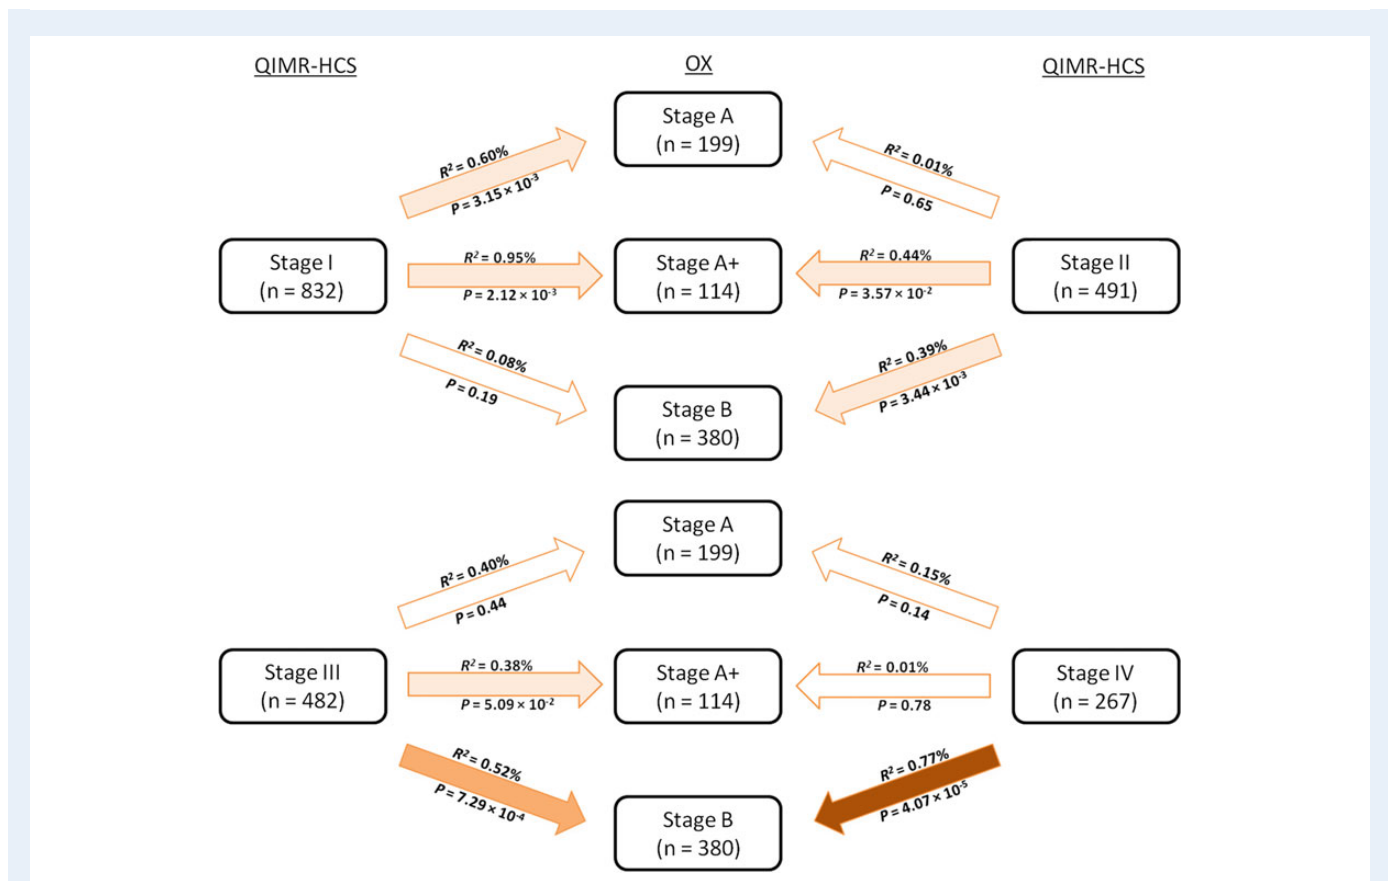 QIMR-HCS
OX
QIMR-HCS
Stage A
(n = 199)
R² = 0.60%
P = 3.15 × 10⁻³
R² = 0.01%
P = 0.65
Stage I
(n = 832)
R² = 0.95%
P = 2.12 × 10⁻³
Stage A+
(n = 114)
R² = 0.44%
P = 3.57 × 10⁻²
Stage II
(n = 491)
R² = 0.08%
P = 0.19
R² = 0.39%
P = 3.44 × 10⁻³
Stage B
(n = 380)
Stage A
(n = 199)
R² = 0.40%
P = 0.44
R² = 0.15%
P = 0.14
Stage III
(n = 482)
R² = 0.38%
P = 5.09 × 10⁻²
Stage A+
(n = 114)
R² = 0.01%
P = 0.78
Stage IV
(n = 267)
R² = 0.52%
P = 7.29 × 10⁻⁴
R² = 0.77%
P = 4.07 × 10⁻⁵
Stage B
(n = 380)